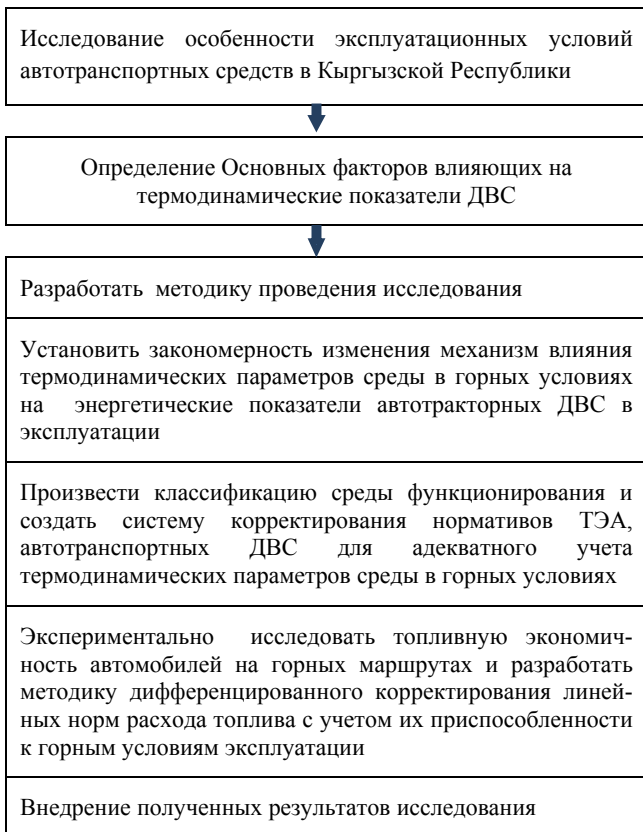 Исследование особенности эксплуатационных условий
автотранспортных средств в Кыргызской Республики
Определение Основных факторов влияющих на
термодинамические показатели ДВС
Разработать методику проведения исследования
Установить закономерность изменения механизм влияния
термодинамических параметров среды в горных условиях
на энергетические показатели автотракторных ДВС в
эксплуатации
Произвести классификацию среды функционирования и
создать систему корректирования нормативов ТЭА,
автотранспортных ДВС для адекватного учета
термодинамических параметров среды в горных условиях
Экспериментально исследовать топливную экономич-
ность автомобилей на горных маршрутах и разработать
методику дифференцированного корректирования линей-
ных норм расхода топлива с учетом их приспособленности
к горным условиям эксплуатации
Внедрение полученных результатов исследования